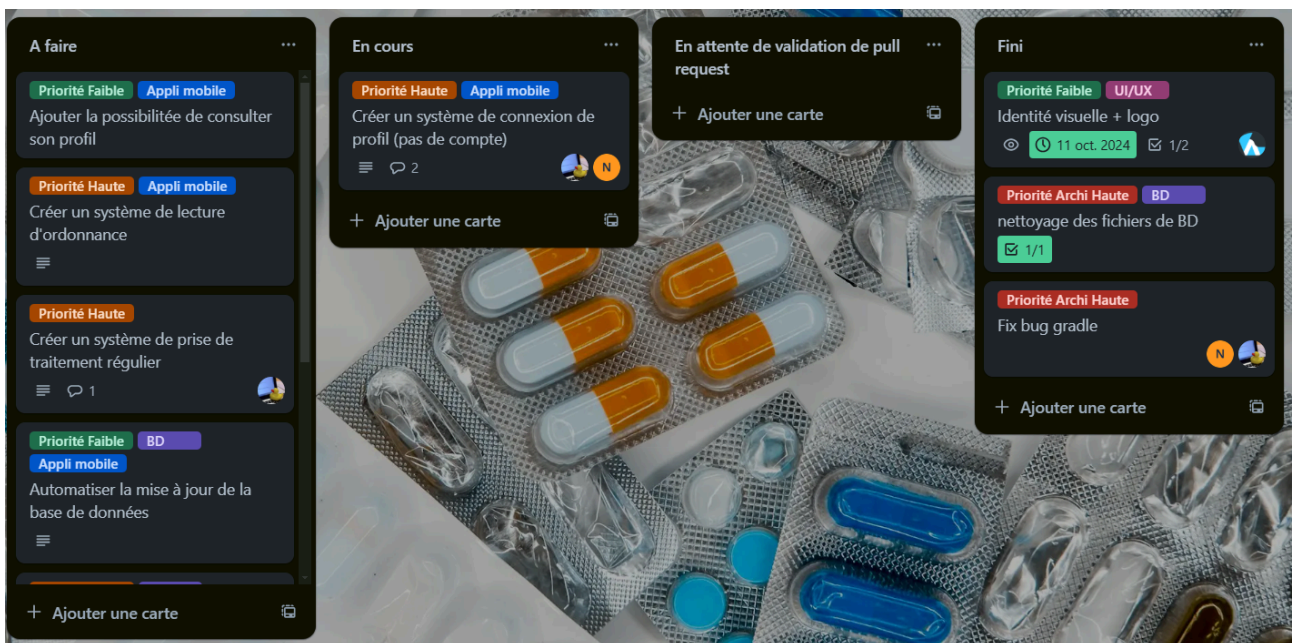 A faire
Priorité Faible Appli mobile
Ajouter la possibilitée de consulter
son profil
Priorité Haute Appli mobile
Créer un système de lecture
d'ordonnance
Priorité Haute
Créer un système de prise de
traitement régulier
1
Priorité Faible BD
Appli mobile
Automatiser la mise à jour de la
base de données
+ Ajouter une carte
En cours
Priorité Haute Appli mobile
Créer un système de connexion de
profil (pas de compte)
2 N
+ Ajouter une carte
En attente de validation de pull
request
+ Ajouter une carte
Fini
Priorité Faible UI/UX
Identité visuelle + logo
11 oct. 2024 1/2
Priorité Archi Haute BD
nettoyage des fichiers de BD
1/1
Priorité Archi Haute
Fix bug gradle
N
+ Ajouter une carte